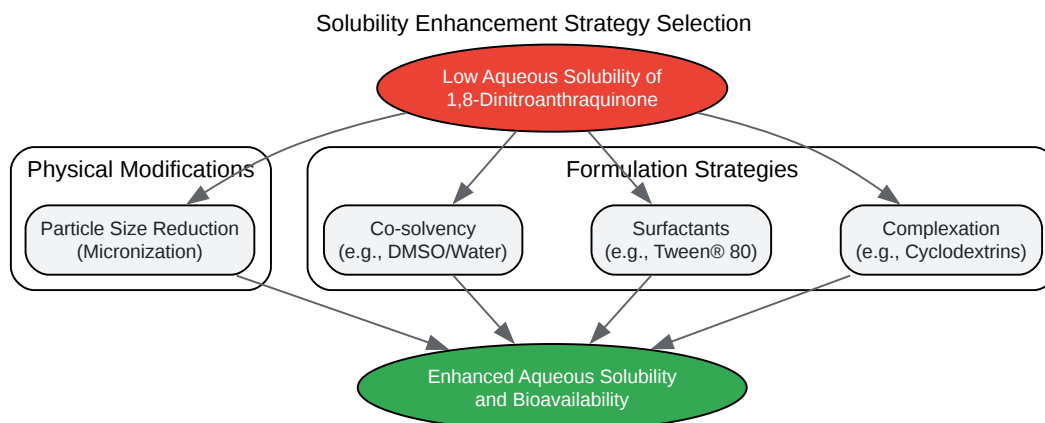 Solubility Enhancement Strategy Selection
Low Aqueous Solubility of
1,8-Dinitroanthraquinone
Physical Modifications
Formulation Strategies
Particle Size Reduction
(Micronization)
Co-solvency
(e.g., DMSO/Water)
Surfactants
(e.g., Tween® 80)
Complexation
(e.g., Cyclodextrins)
Enhanced Aqueous Solubility
and Bioavailability